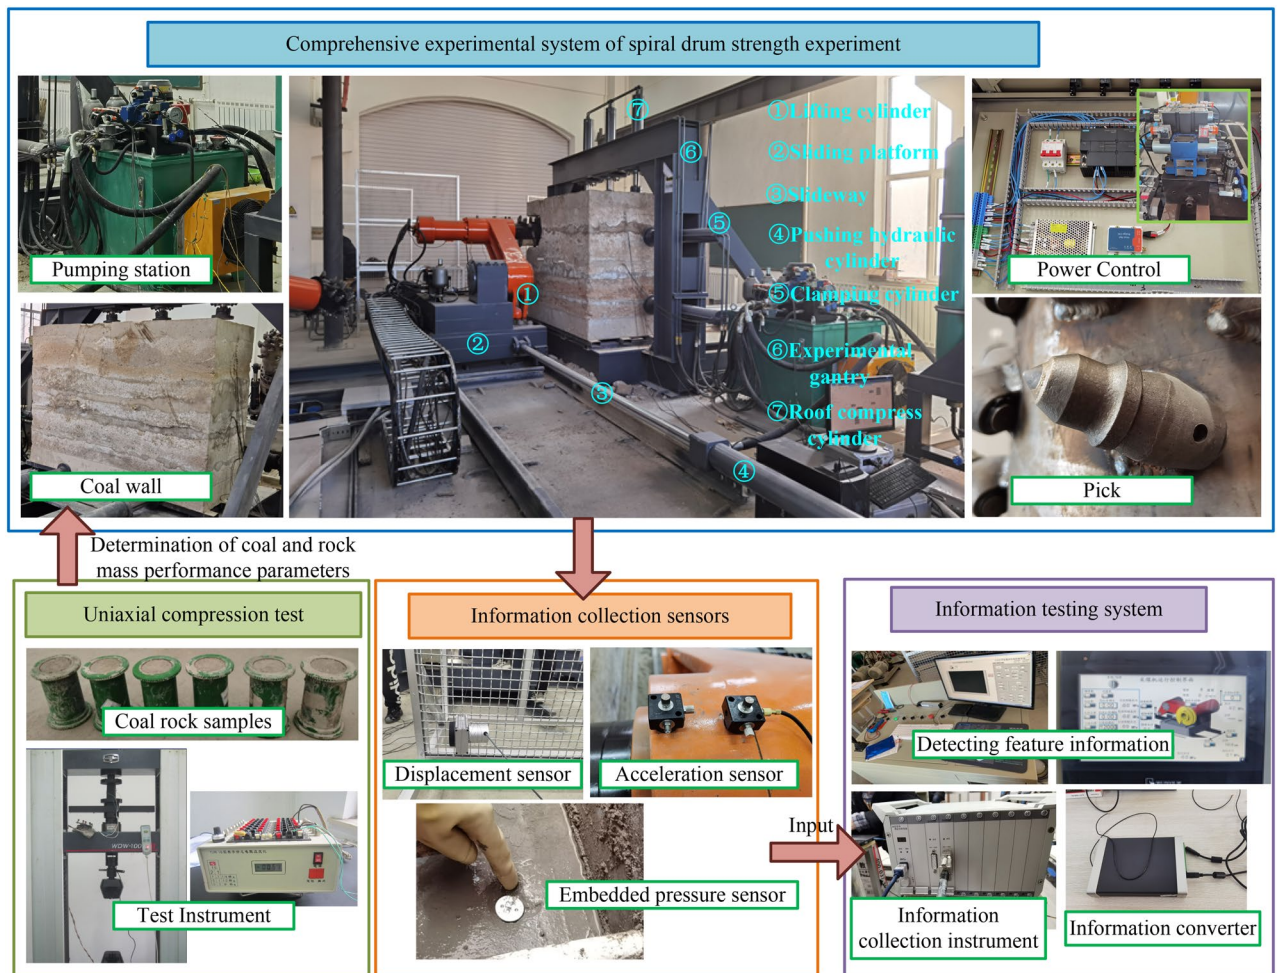 Comprehensive experimental system of spiral drum strength experiment
Pumping station
Coal wall
⑦
⑥
⑤
①
②
③
④
①Lifting cylinder
②Sliding platform
③Slideway
④Pushing hydraulic
cylinder
⑤Clamping cylinder
⑥Experimental
gantry
⑦Roof compress
cylinder
Power Control
Pick
Determination of coal and rock
mass performance parameters
Uniaxial compression test
Coal rock samples
WDW-100
Test Instrument
Information collection sensors
Displacement sensor
Acceleration sensor
Embedded pressure sensor
Input
Information testing system
Detecting feature information
Information
collection instrument
Information converter